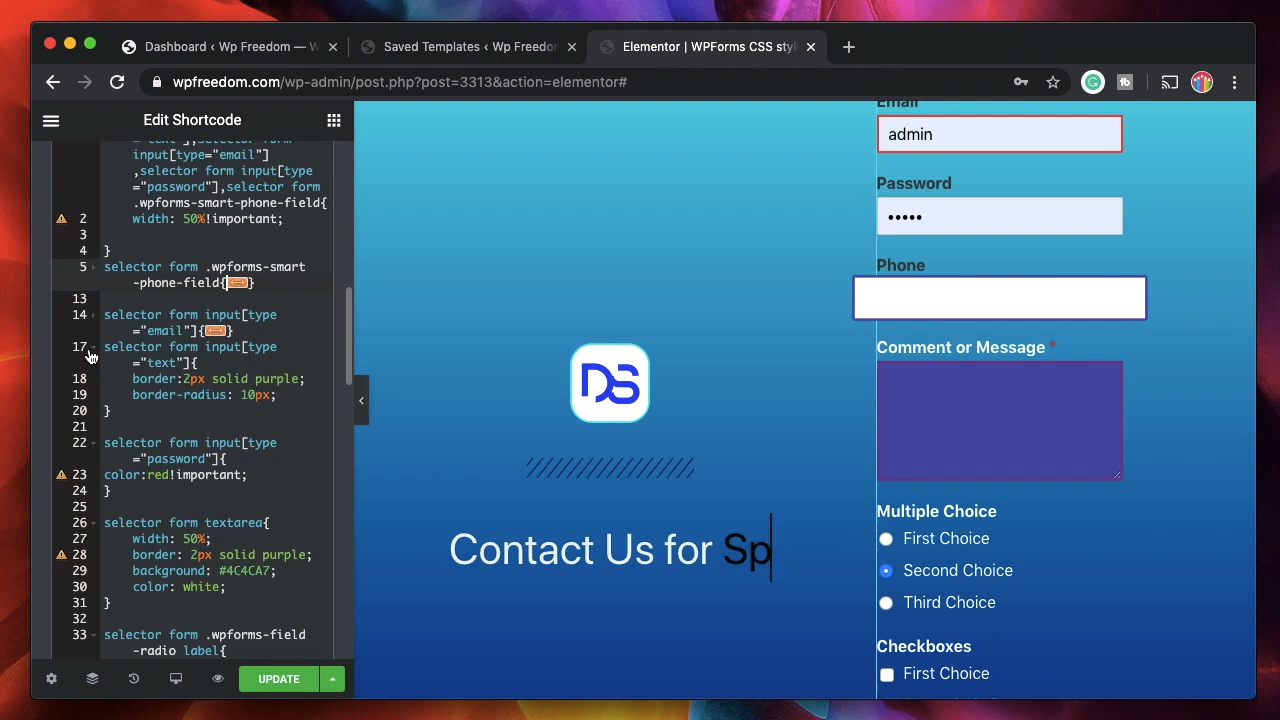 Dashboard ‹ Wp Freedom — W
Saved Templates ‹ Wp Freedor
Elementor | WPForms CSS styli
wpfreedom.com/wp-admin/post.php?post=3313&action=elementor#
Edit Shortcode
="text"],selector form
input[type="email"]
,selector form input[type
="password"],selector form
.wpforms-smart-phone-field{
2 width: 50%!important;
3
4 }
5 selector form .wpforms-smart
-phone-field{}
13
14 selector form input[type
="email"]{}
17 selector form input[type
="text"]{
18 border:2px solid purple;
19 border-radius: 10px;
20 }
21
22 selector form input[type
="password"]{
23 color:red!important;
24 }
25
26 selector form textarea{
27 width: 50%;
28 border: 2px solid purple;
29 background: #4C4CA7;
30 color: white;
31 }
32
33 selector form .wpforms-field
-radio label{
UPDATE
DS
Contact Us for Sp
Email
admin
Password
•••••
Phone
Comment or Message *
Multiple Choice
First Choice
Second Choice
Third Choice
Checkboxes
First Choice